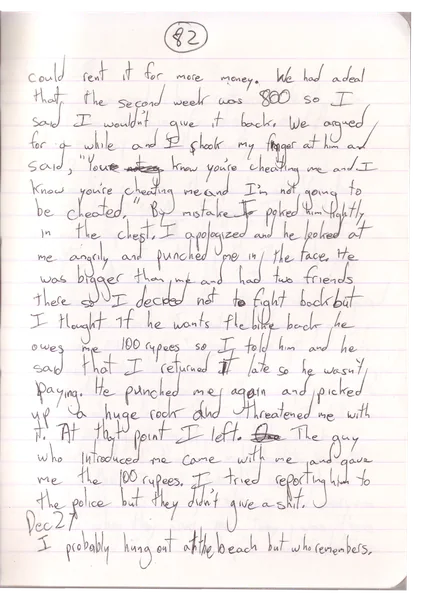 82
could rent it for more money. We had a deal
that, the second week was 800 so I
said I wouldn't give it back. We argued
for a while and I shook my finger at him and
said, "You know you're cheating me and I
know you're cheating me and I'm not going to
be cheated." By mistake I poked him lightly
in the chest. I apologized and he looked at
me angrily and punched me in the face. He
was bigger than me and had two friends
there so I decided not to fight back but
I thought if he wants the bike back he
owes me 100 rupees so I told him and he
said that I returned it late so he wasn't
paying. He punched me again and picked
up a huge rock and threatened me with
it. At that point I left. The guy
who introduced me came with me and gave
me the 100 rupees. I tried reporting him to
the police but they didn't give a shit.
Dec 27
I probably hung out at the beach but who remembers.